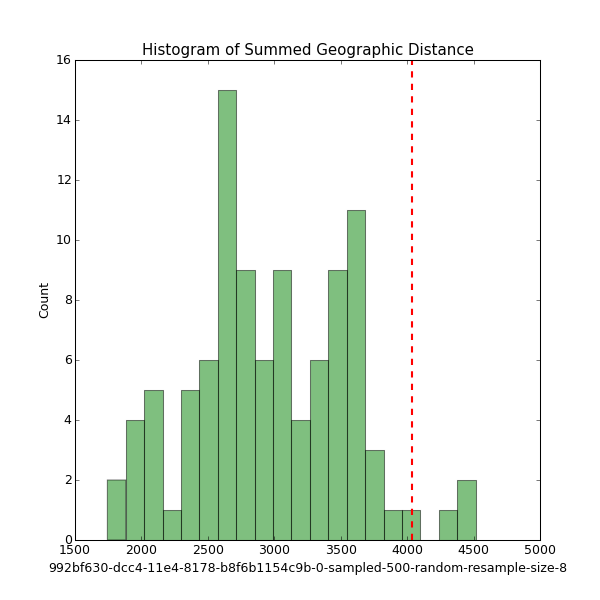 Histogram of Summed Geographic Distance
16
14
12
10
8
6
4
2
0
Count
1500 2000 2500 3000 3500 4000 4500 5000
992bf630-dcc4-11e4-8178-b8f6b1154c9b-0-sampled-500-random-resample-size-8